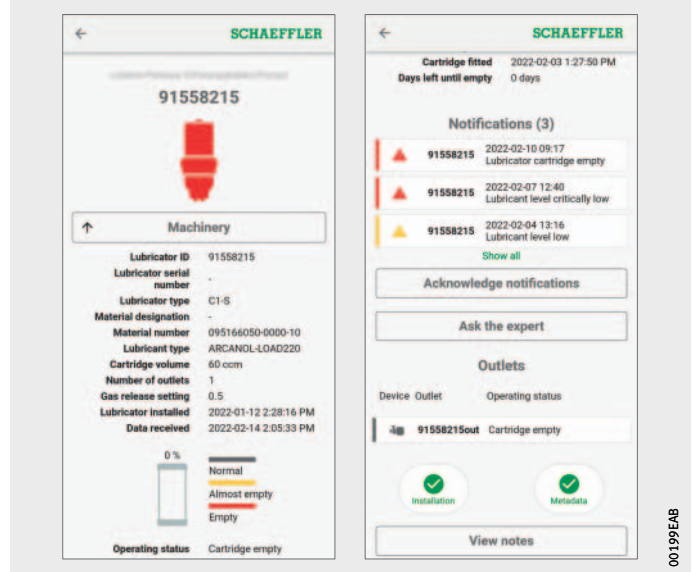 SCHAEFFLER
91558215
Machinery
Lubricator ID 91558215
Lubricator serial
number -
Lubricator type C1-S
Material designation -
Material number 095166050-0000-10
Lubricant type ARCANOL-LOAD220
Cartridge volume 60 ccm
Number of outlets 1
Gas release setting 0.5
Lubricator installed 2022-01-12 2:28:16 PM
Data received 2022-02-14 2:05:33 PM
0 %
Normal
Almost empty
Empty
Operating status Cartridge empty
SCHAEFFLER
Cartridge fitted 2022-02-03 1:27:50 PM
Days left until empty 0 days
Notifications (3)
91558215 2022-02-10 09:17
Lubricator cartridge empty
91558215 2022-02-07 12:40
Lubricant level critically low
91558215 2022-02-04 13:16
Lubricant level low
Show all
Acknowledge notifications
Ask the expert
Outlets
Device Outlet Operating status
91558215out Cartridge empty
Installation Metadata
View notes
00199EAB